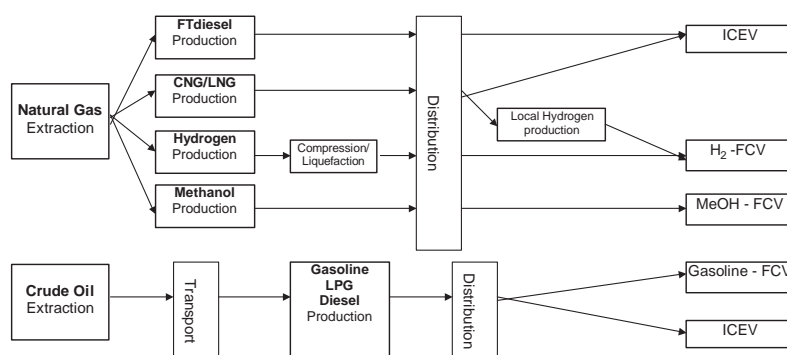 FTdiesel
Production
ICEV
CNG/LNG
Production
Natural Gas
Extraction
Distribution
Local Hydrogen
production
Hydrogen
Production
Compression/
Liquefaction
H₂ -FCV
Methanol
Production
MeOH - FCV
Crude Oil
Extraction
Transport
Gasoline
LPG
Diesel
Production
Distribution
Gasoline - FCV
ICEV